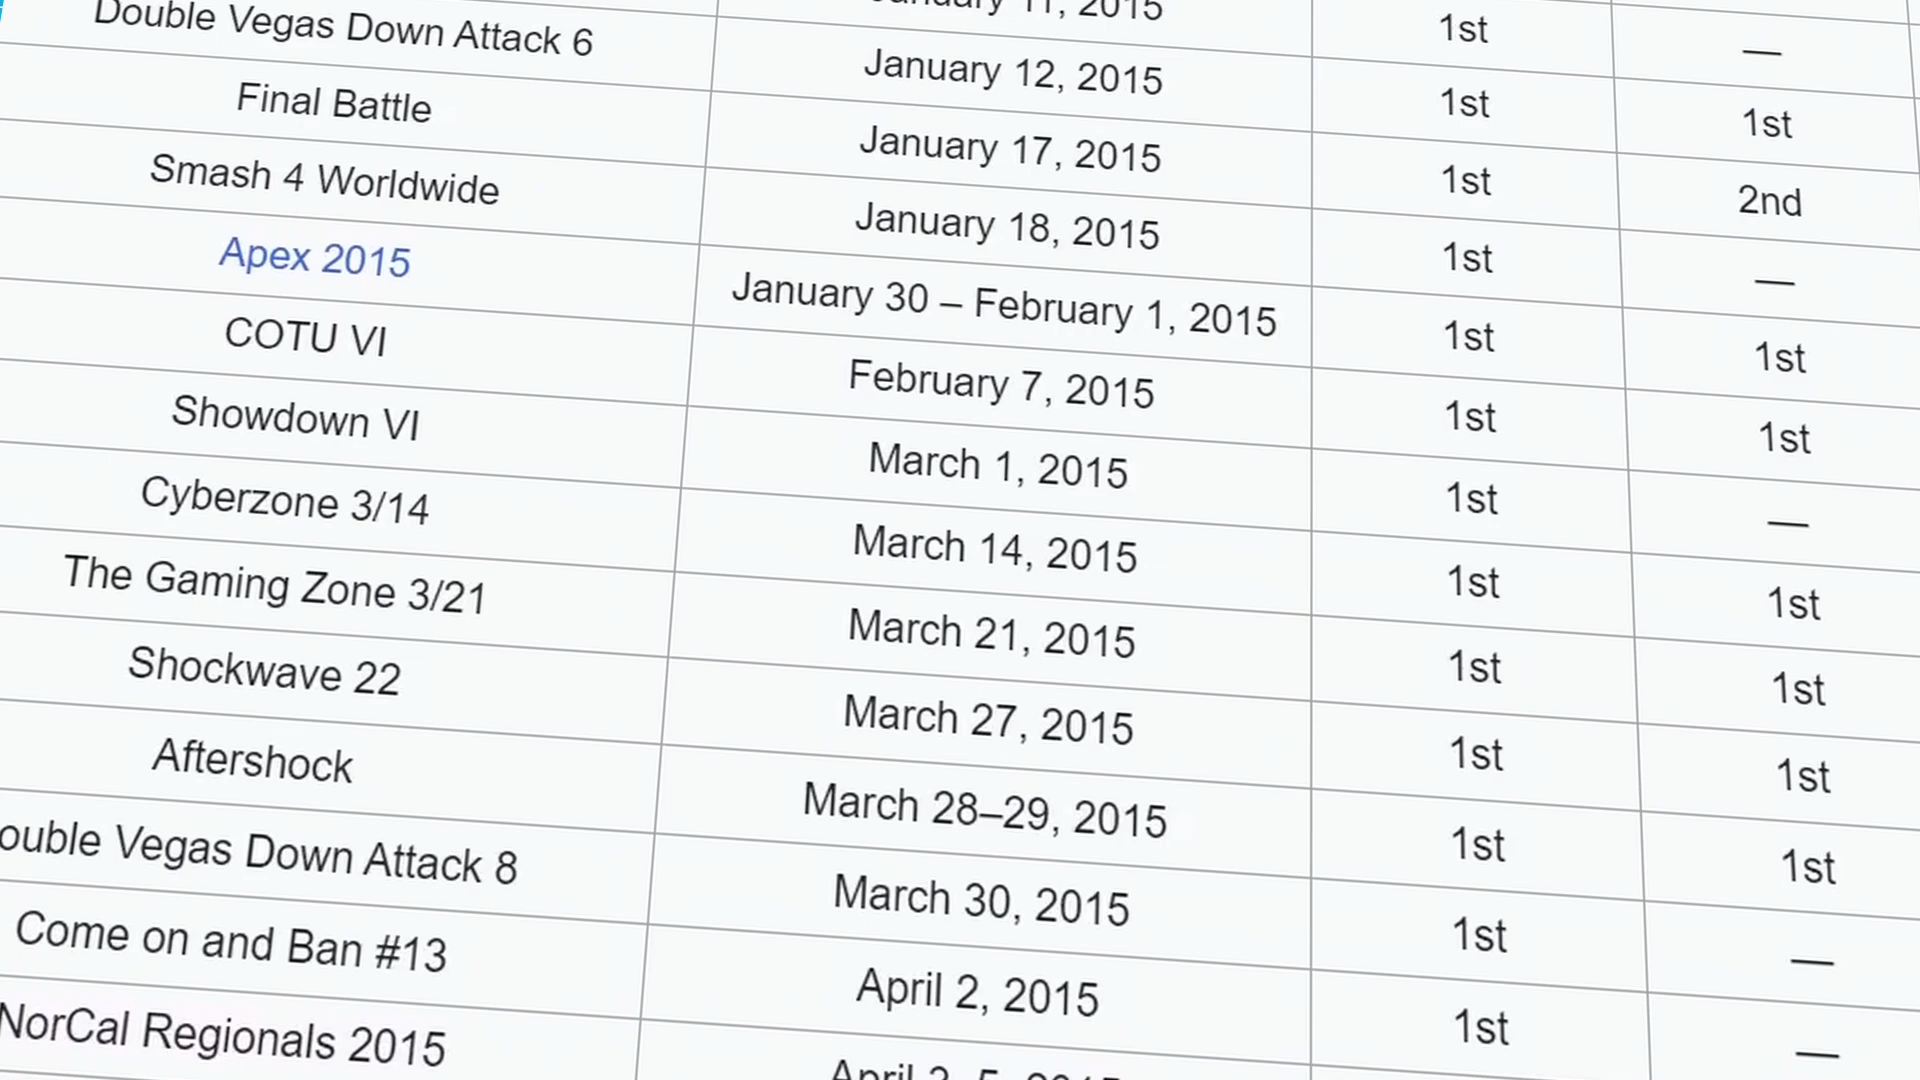 January 11, 2015 1st —
Double Vegas Down Attack 6 January 12, 2015 1st 1st
Final Battle January 17, 2015 1st 2nd
Smash 4 Worldwide January 18, 2015 1st —
Apex 2015 January 30 – February 1, 2015 1st 1st
COTU VI February 7, 2015 1st 1st
Showdown VI March 1, 2015 1st —
Cyberzone 3/14 March 14, 2015 1st 1st
The Gaming Zone 3/21 March 21, 2015 1st 1st
Shockwave 22 March 27, 2015 1st 1st
Aftershock March 28–29, 2015 1st 1st
ouble Vegas Down Attack 8 March 30, 2015 1st —
Come on and Ban #13 April 2, 2015 1st —
NorCal Regionals 2015 April